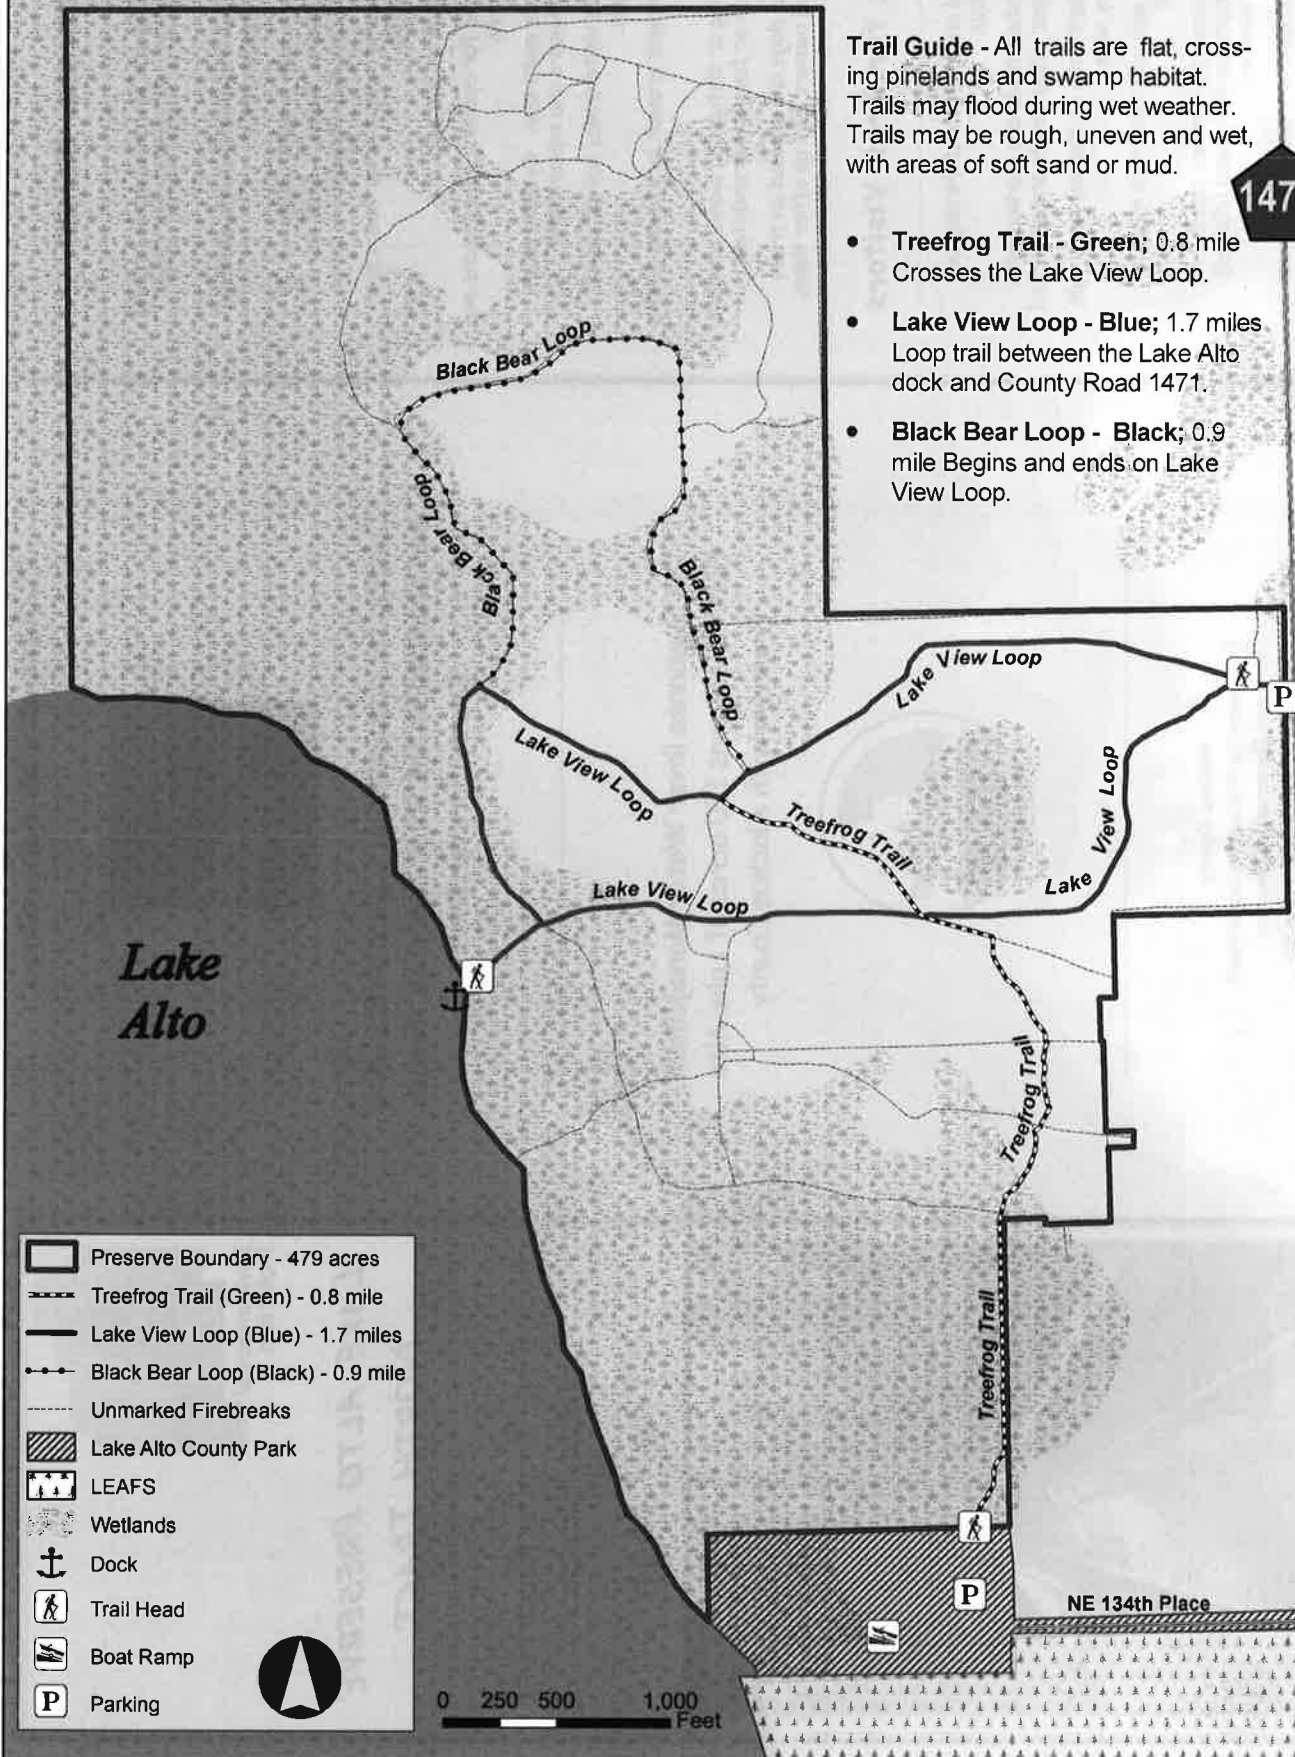 Trail Guide - All trails are flat, cross-
ing pinelands and swamp habitat.
Trails may flood during wet weather.
Trails may be rough, uneven and wet,
with areas of soft sand or mud.
147
• Treefrog Trail - Green; 0.8 mile
Crosses the Lake View Loop.
• Lake View Loop - Blue; 1.7 miles
Loop trail between the Lake Alto
dock and County Road 1471.
• Black Bear Loop - Black; 0.9
mile Begins and ends on Lake
View Loop.
Black Bear Loop
Black Bear Loop
Black Bear Loop
Lake View Loop
P
Lake View Loop
Lake View Loop
Treefrog Trail
Lake View Loop
Lake
Alto
Treefrog Trail
Treefrog Trail
P
NE 134th Place
Preserve Boundary - 479 acres
Treefrog Trail (Green) - 0.8 mile
Lake View Loop (Blue) - 1.7 miles
Black Bear Loop (Black) - 0.9 mile
Unmarked Firebreaks
Lake Alto County Park
LEAFS
Wetlands
Dock
Trail Head
Boat Ramp
P Parking
0 250 500 1,000
Feet